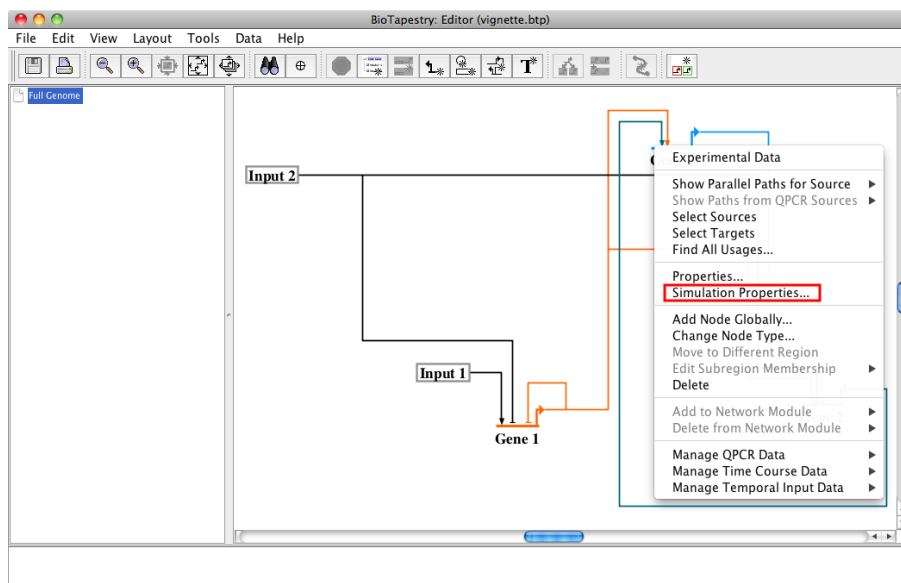 BioTapestry: Editor (vignette.btp)
File Edit View Layout Tools Data Help
Full Genome
Input 2
Input 1
Gene 1
Experimental Data
Show Parallel Paths for Source
Show Paths from QPCR Sources
Select Sources
Select Targets
Find All Usages...
Properties...
Simulation Properties...
Add Node Globally...
Change Node Type...
Move to Different Region
Edit Subregion Membership
Delete
Add to Network Module
Delete from Network Module
Manage QPCR Data
Manage Time Course Data
Manage Temporal Input Data